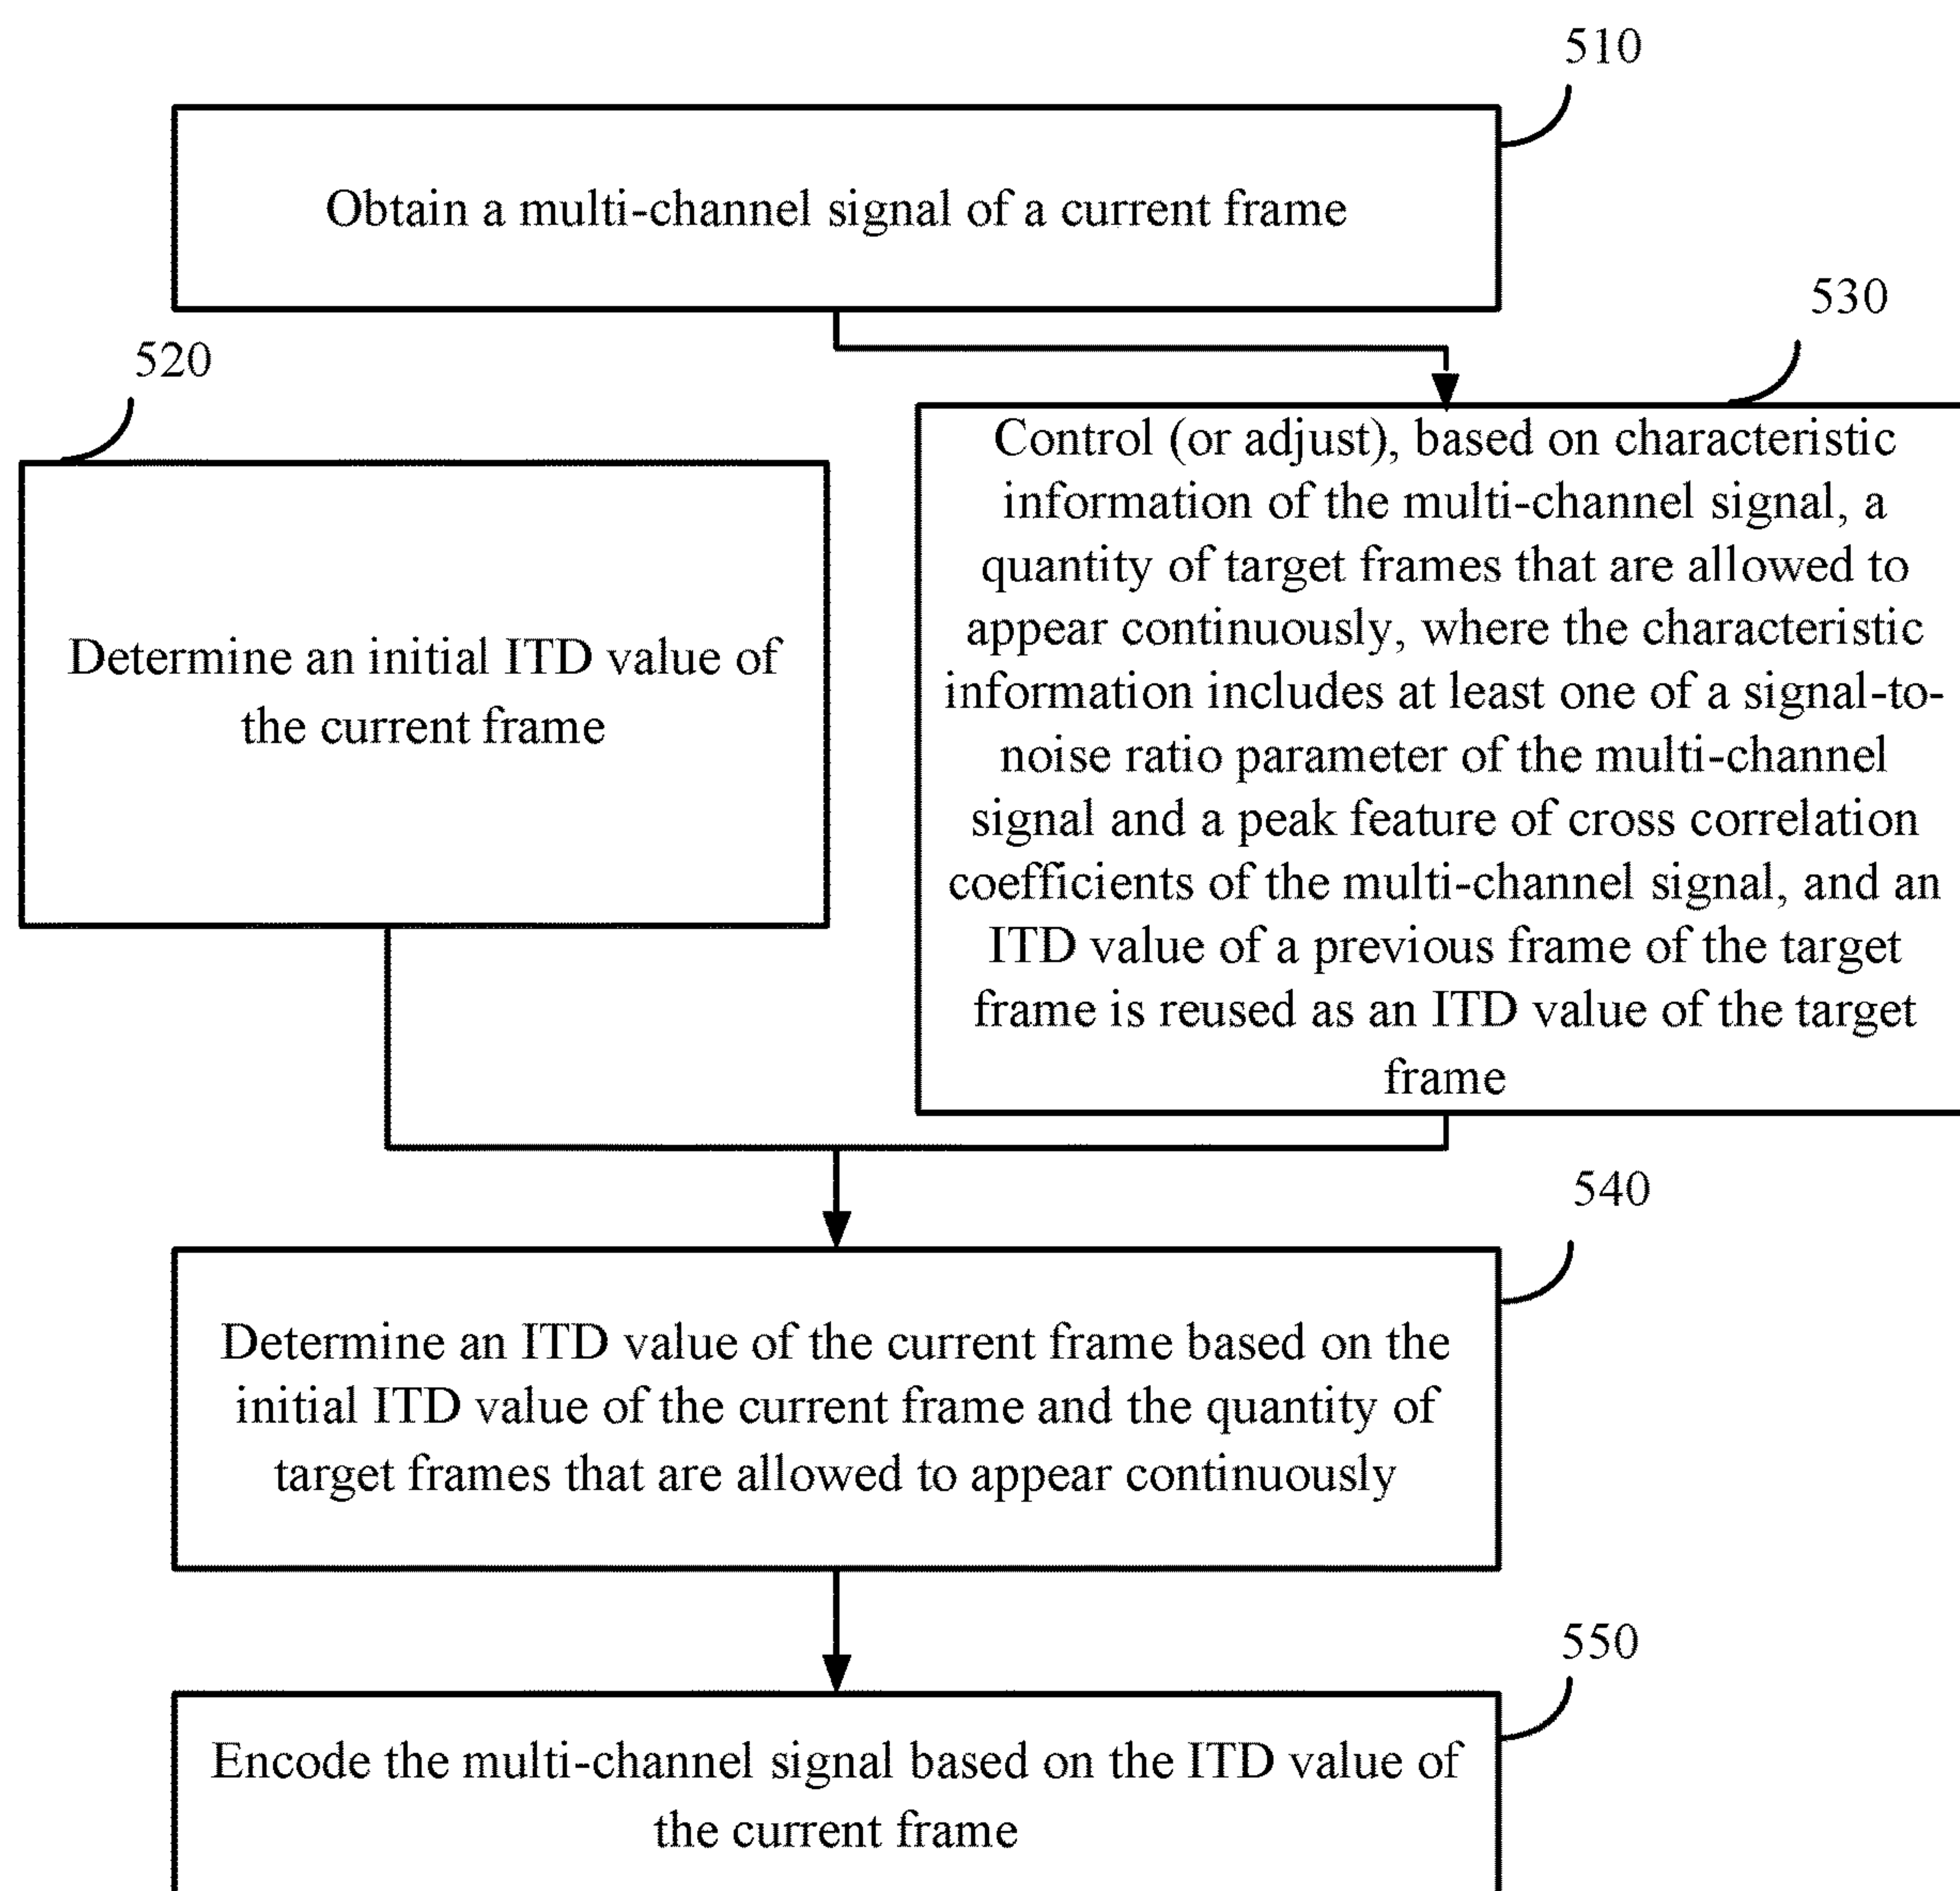 510
Obtain a multi-channel signal of a current frame
530
520
Control (or adjust), based on characteristic
information of the multi-channel signal, a
quantity of target frames that are allowed to
appear continuously, where the characteristic
information includes at least one of a signal-to-
noise ratio parameter of the multi-channel
signal and a peak feature of cross correlation
coefficients of the multi-channel signal, and an
ITD value of a previous frame of the target
frame is reused as an ITD value of the target
frame
Determine an initial ITD value of
the current frame
540
Determine an ITD value of the current frame based on the
initial ITD value of the current frame and the quantity of
target frames that are allowed to appear continuously
550
Encode the multi-channel signal based on the ITD value of
the current frame